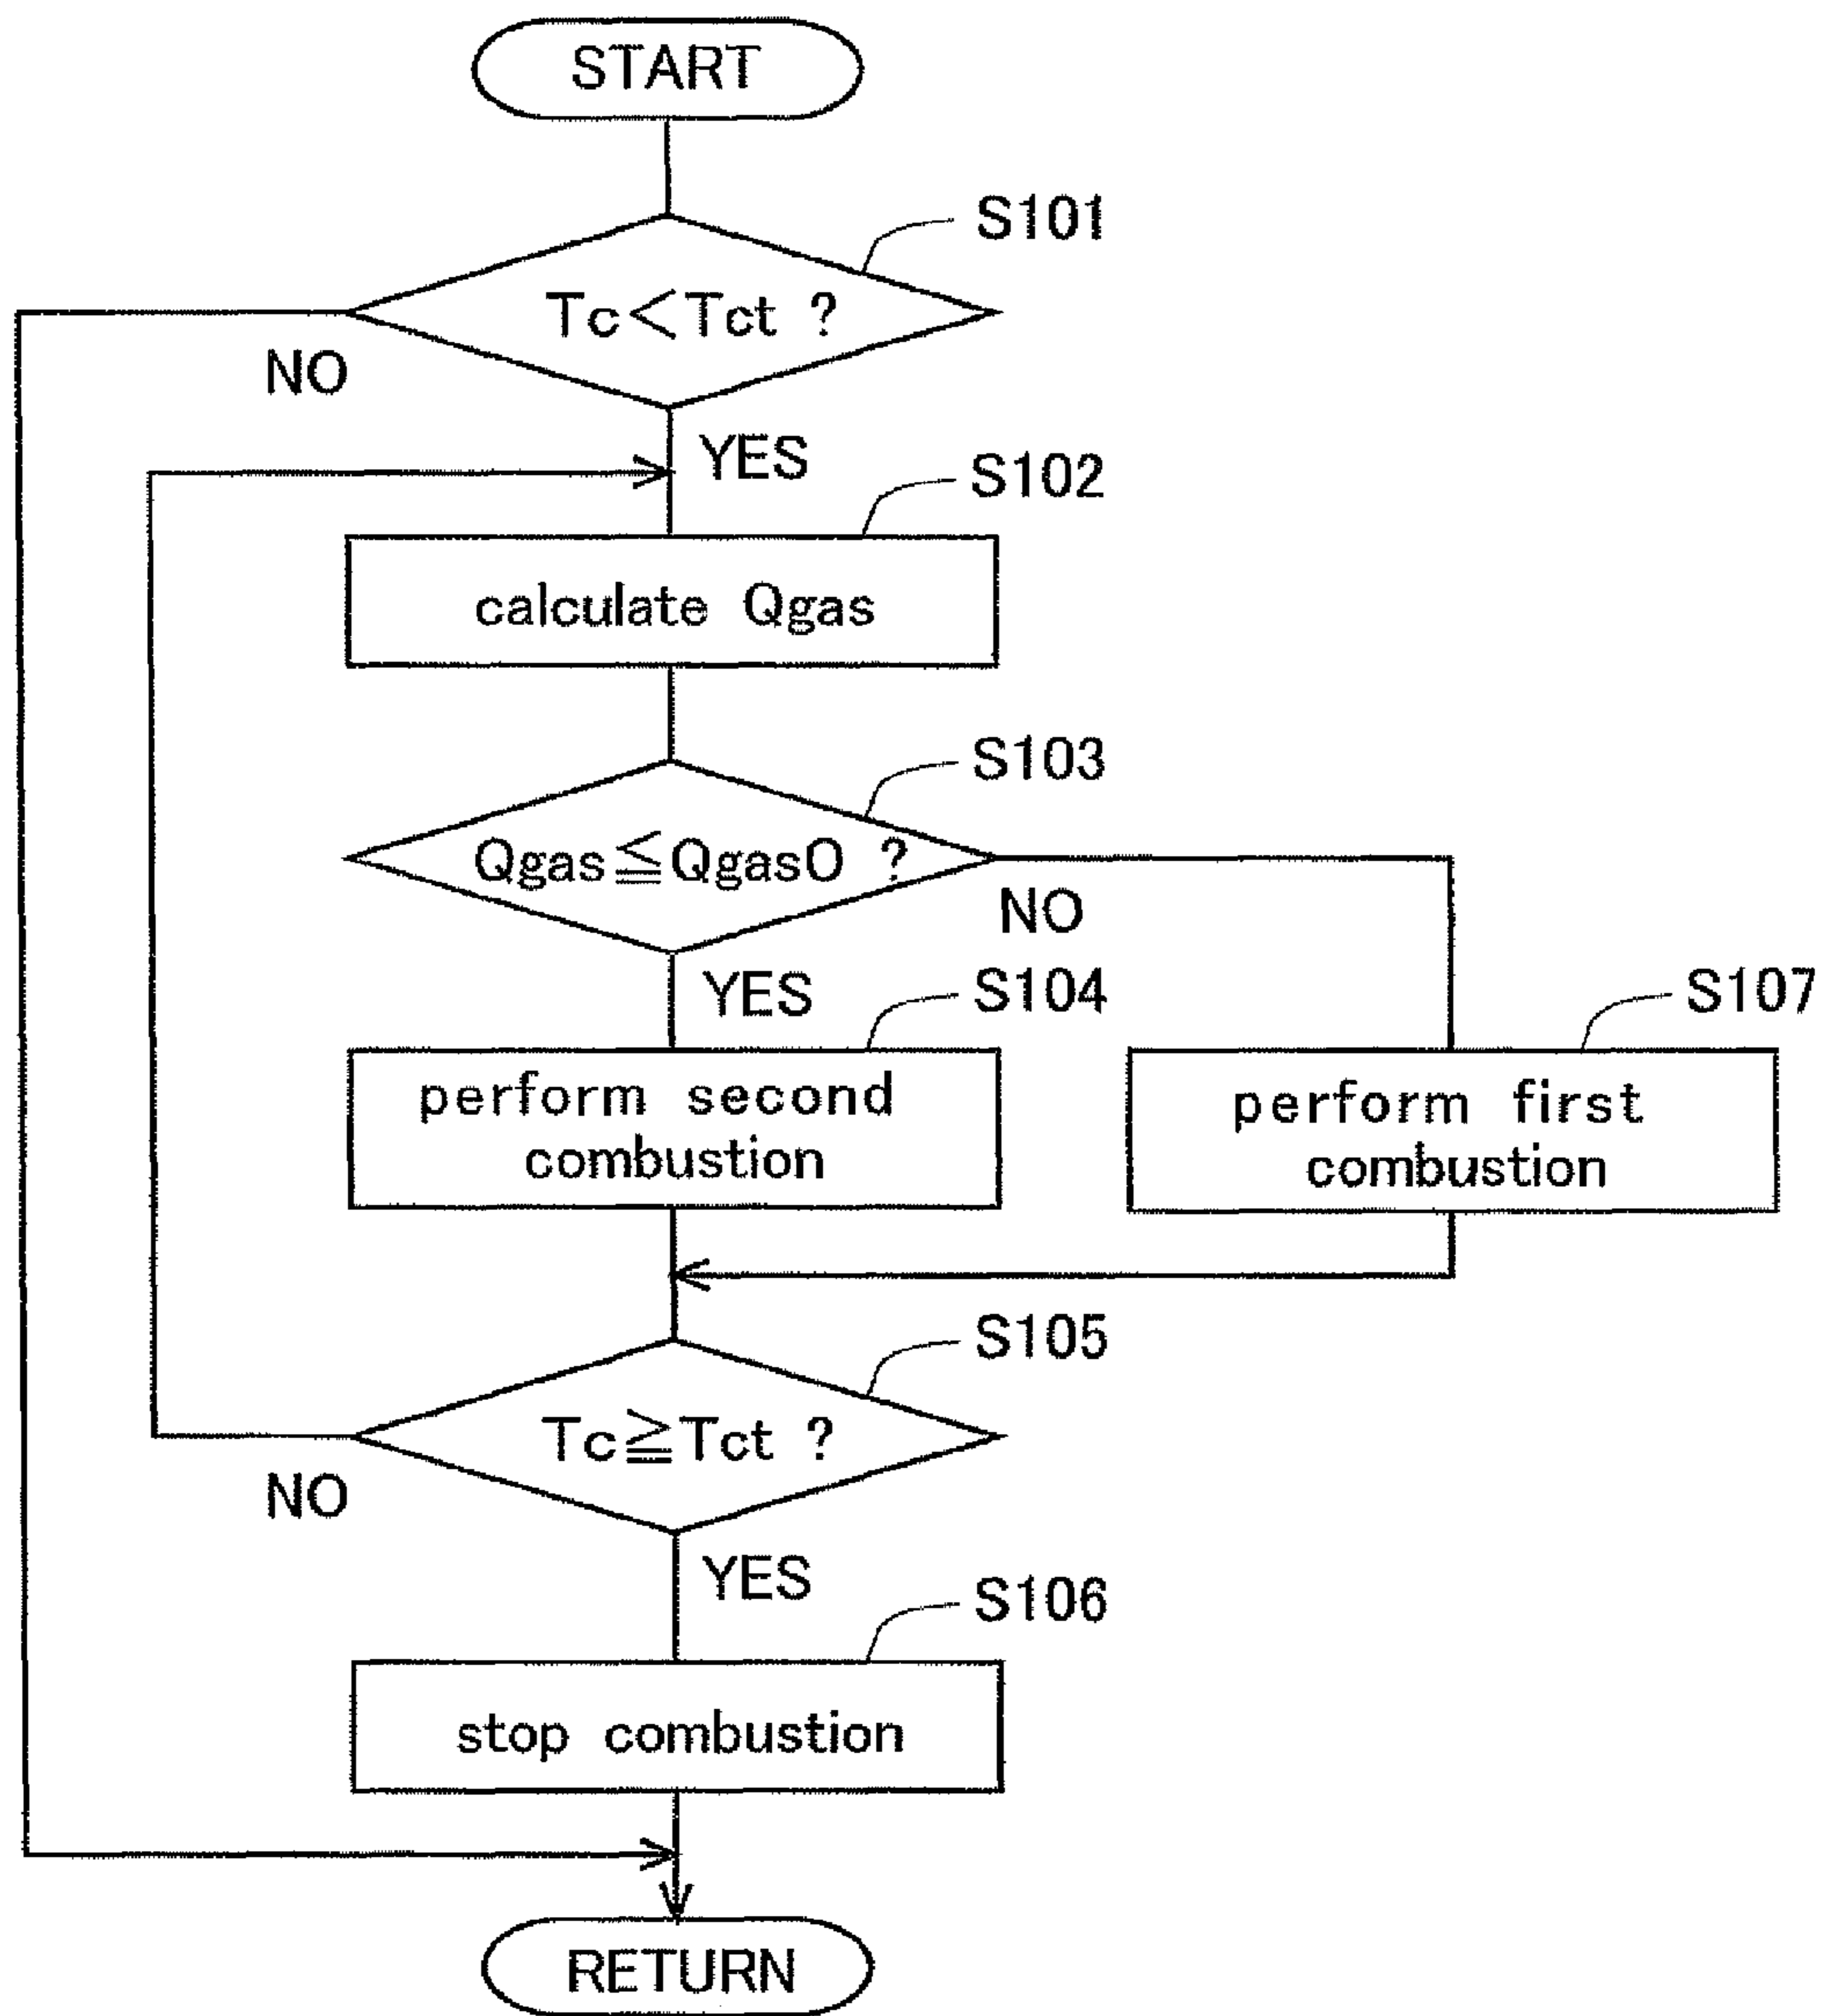 START
S101
Tc<Tct ?
NO
YES
S102
calculate Qgas
S103
Qgas≦Qgas0 ?
NO
YES
S104
S107
perform second
combustion
perform first
combustion
S105
Tc≧Tct ?
NO
YES
S106
stop combustion
RETURN